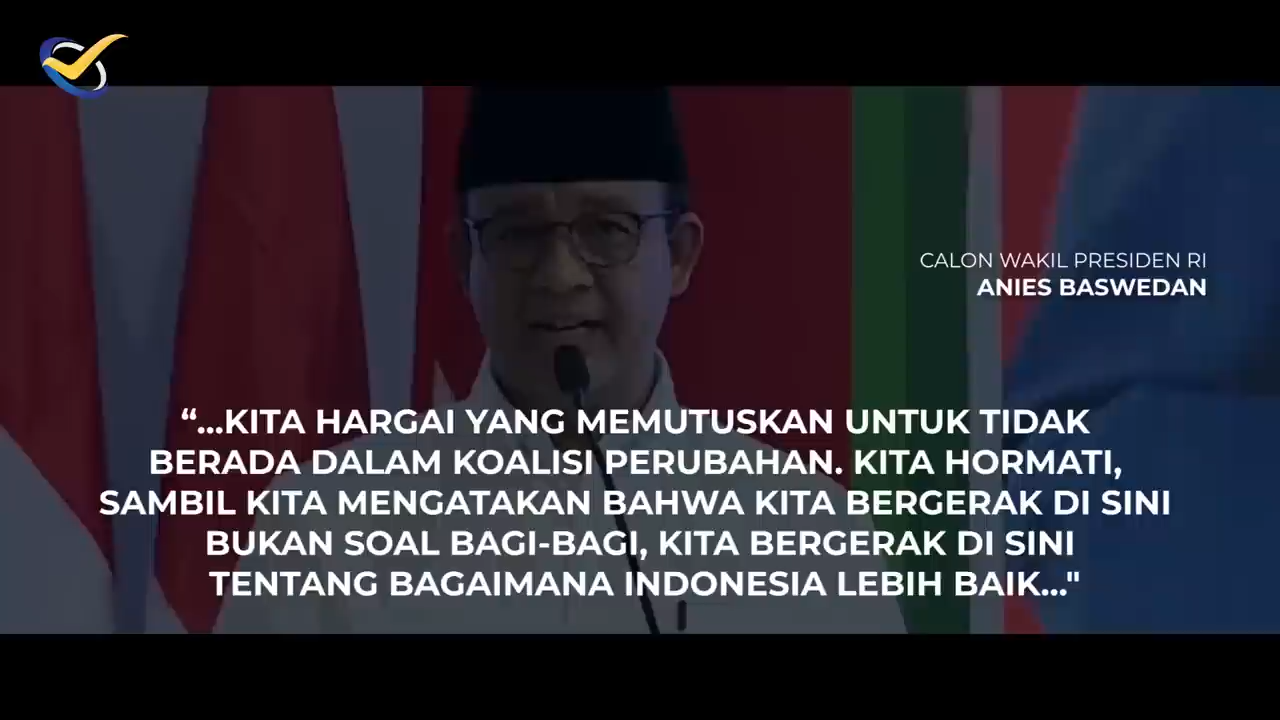 CALON WAKIL PRESIDEN RI
ANIES BASWEDAN
“...KITA HARGAI YANG MEMUTUSKAN UNTUK TIDAK
BERADA DALAM KOALISI PERUBAHAN. KITA HORMATI,
SAMBIL KITA MENGATAKAN BAHWA KITA BERGERAK DI SINI
BUKAN SOAL BAGI-BAGI, KITA BERGERAK DI SINI
TENTANG BAGAIMANA INDONESIA LEBIH BAIK..."